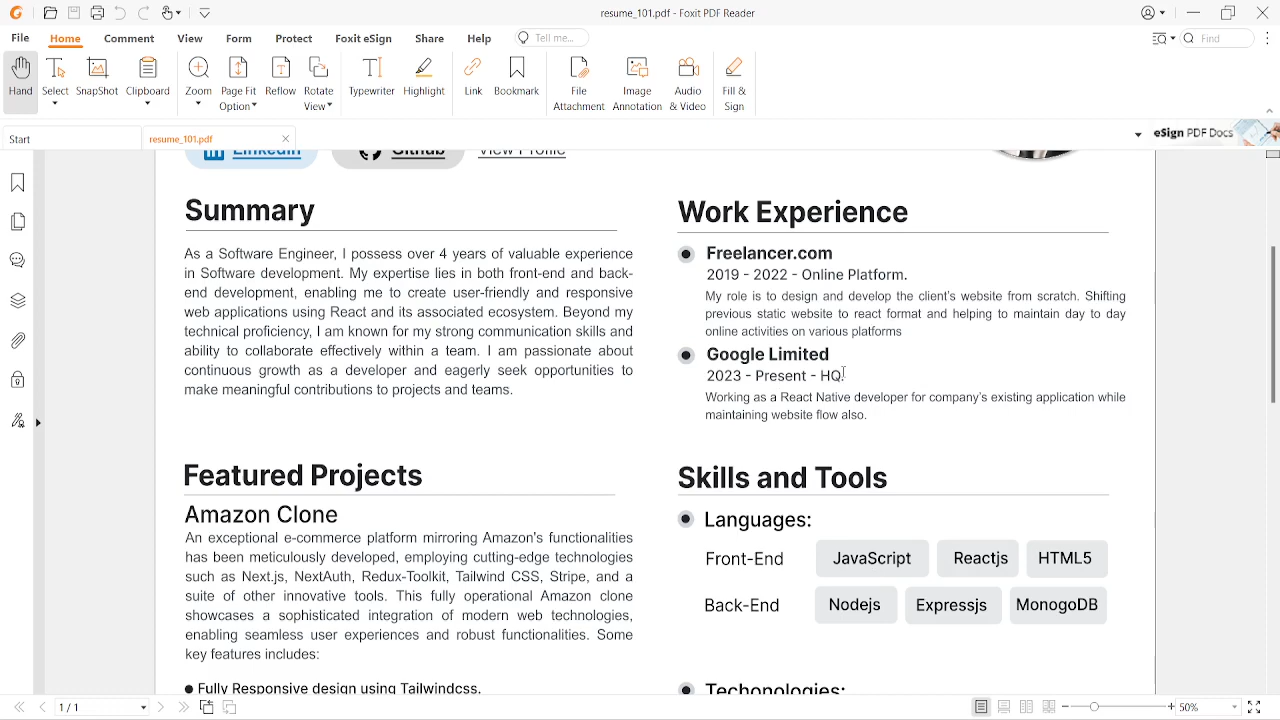 resume_101.pdf - Foxit PDF Reader
File Home Comment View Form Protect Foxit eSign Share Help Tell me... Find
Hand Select SnapShot Clipboard Zoom Page Fit Option Reflow Rotate View Typewriter Highlight Link Bookmark File Attachment Image Annotation Audio & Video Fill & Sign
Start resume_101.pdf eSign PDF Docs
LinkedIn Github View Profile
Summary
As a Software Engineer, I possess over 4 years of valuable experience
in Software development. My expertise lies in both front-end and back-
end development, enabling me to create user-friendly and responsive
web applications using React and its associated ecosystem. Beyond my
technical proficiency, I am known for my strong communication skills and
ability to collaborate effectively within a team. I am passionate about
continuous growth as a developer and eagerly seek opportunities to
make meaningful contributions to projects and teams.
Work Experience
Freelancer.com
2019 - 2022 - Online Platform.
My role is to design and develop the client's website from scratch. Shifting
previous static website to react format and helping to maintain day to day
online activities on various platforms
Google Limited
2023 - Present - HQ.
Working as a React Native developer for company's existing application while
maintaining website flow also.
Featured Projects
Amazon Clone
An exceptional e-commerce platform mirroring Amazon's functionalities
has been meticulously developed, employing cutting-edge technologies
such as Next.js, NextAuth, Redux-Toolkit, Tailwind CSS, Stripe, and a
suite of other innovative tools. This fully operational Amazon clone
showcases a sophisticated integration of modern web technologies,
enabling seamless user experiences and robust functionalities. Some
key features includes:
● Fully Responsive design using Tailwindcss.
Skills and Tools
Languages:
Front-End JavaScript Reactjs HTML5
Back-End Nodejs Expressjs MonogoDB
Techonologies:
1 / 1 50%